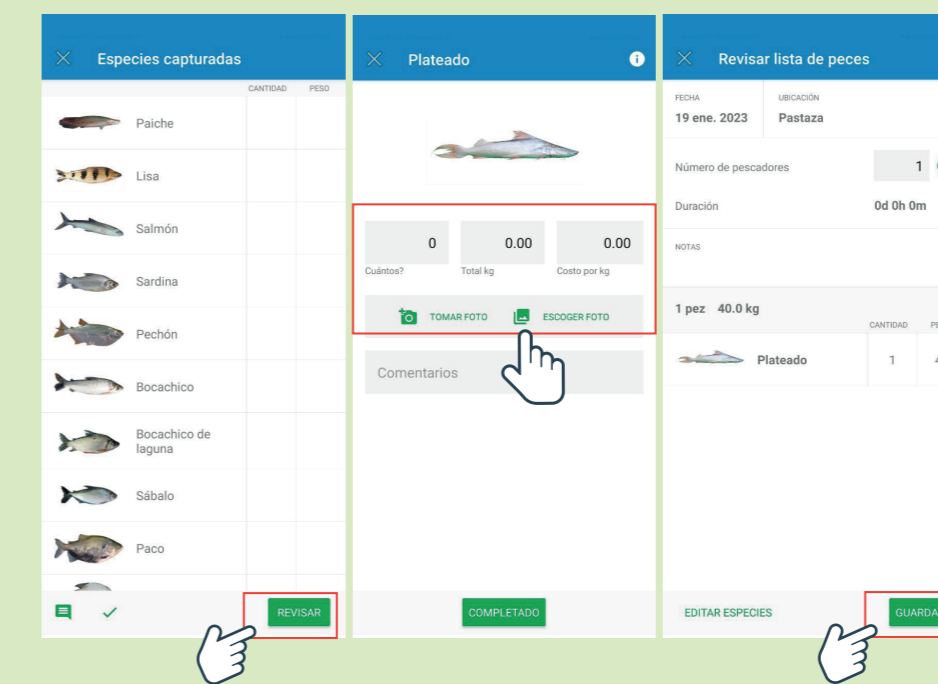 Especies capturadas
CANTIDAD PESO
Paiche
Lisa
Salmón
Sardina
Pechón
Bocachico
Bocachico de
laguna
Sábalo
Paco
REVISAR
Plateado
0 0.00 0.00
Cuántos? Total kg Costo por kg
TOMAR FOTO ESCOGER FOTO
Comentarios
COMPLETADO
Revisar lista de peces
FECHA UBICACIÓN
19 ene. 2023 Pastaza
Número de pescadores 1
Duración 0d 0h 0m
NOTAS
1 pez 40.0 kg
CANTIDAD PE
Plateado 1 4
EDITAR ESPECIES GUARDA